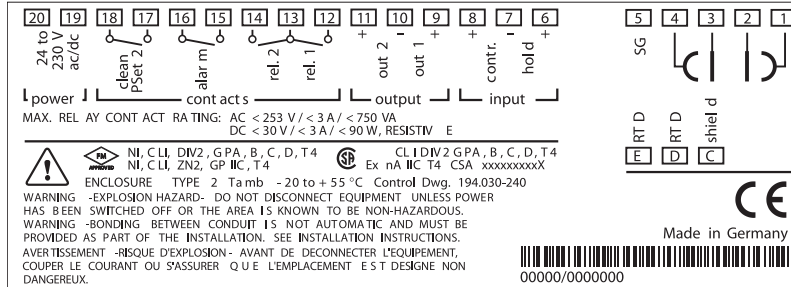 20 19 18 17 16 15 14 13 12 11 10 9 8 7 6 5 4 3 2 1
24 to
230 V
ac/dc
clean
PSet 2
alarm
rel. 2
rel. 1
+ - +
out 2
out 1
+ - +
contr.
hold
SG
power contacts output input
RTD
RTD
shield
E D C
MAX. RELAY CONTACT RATING: AC < 253 V / < 3 A / < 750 VA
DC < 30 V / < 3 A / < 90 W, RESISTIVE
FM APPROVED
NI, C LI, DIV2, GPA, B, C, D, T4
NI, C LI, ZN2, GP IIC, T4
CL I DIV 2 GPA, B, C, D, T4
Ex nA IIC T4 CSA xxxxxxxxxX
ENCLOSURE TYPE 2 Tamb -20 to +55 °C Control Dwg. 194.030-240
WARNING -EXPLOSION HAZARD- DO NOT DISCONNECT EQUIPMENT UNLESS POWER
HAS BEEN SWITCHED OFF OR THE AREA IS KNOWN TO BE NON-HAZARDOUS.
WARNING -BONDING BETWEEN CONDUIT IS NOT AUTOMATIC AND MUST BE
PROVIDED AS PART OF THE INSTALLATION. SEE INSTALLATION INSTRUCTIONS.
AVERTISSEMENT -RISQUE D'EXPLOSION- AVANT DE DECONNECTER L'EQUIPEMENT,
COUPER LE COURANT OU S'ASSURER QUE L'EMPLACEMENT EST DESIGNE NON
DANGEREUX.
CE
Made in Germany
00000/0000000